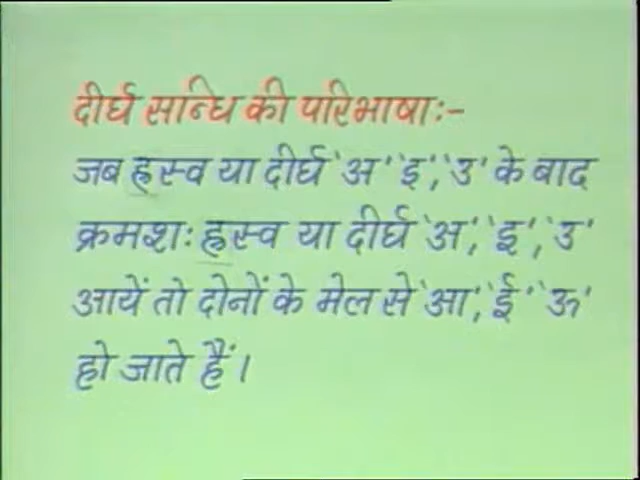 दीर्घ सन्धि की परिभाषाः-
जब ह्रस्व या दीर्घ 'अ' 'इ', 'उ' के बाद
क्रमशः ह्रस्व या दीर्घ 'अ', 'इ', 'उ'
आयें तो दोनों के मेल से 'आ', 'ई' 'ऊ'
हो जाते हैं।